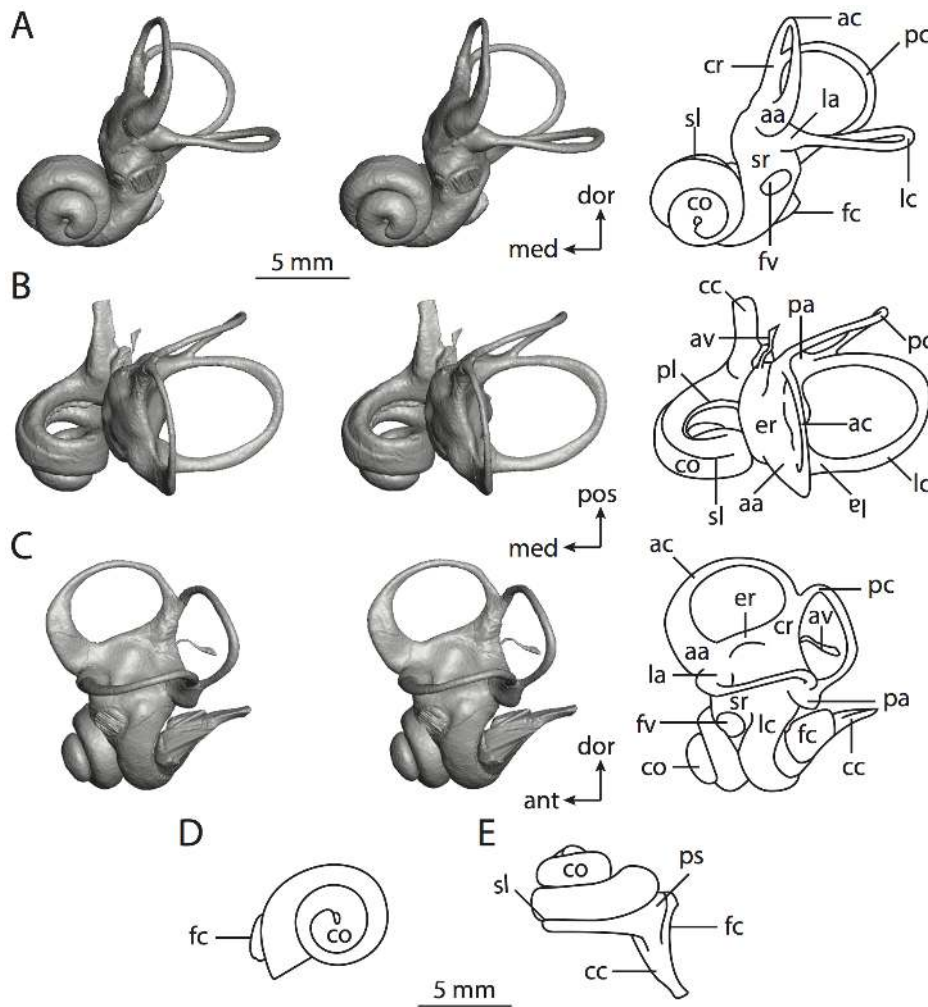 A
ac
pc
cr
la
aa
sl
sr
co
lc
fc
fv
dor
med
5 mm
B
cc
pa
av
pc
pl
er
ac
co
lc
sl
aa
la
pos
med
C
ac
pc
er
cr
av
aa
la
sr
pa
fv
lc
fc
co
cc
dor
ant
D
fc
co
E
co
ps
sl
fc
cc
5 mm